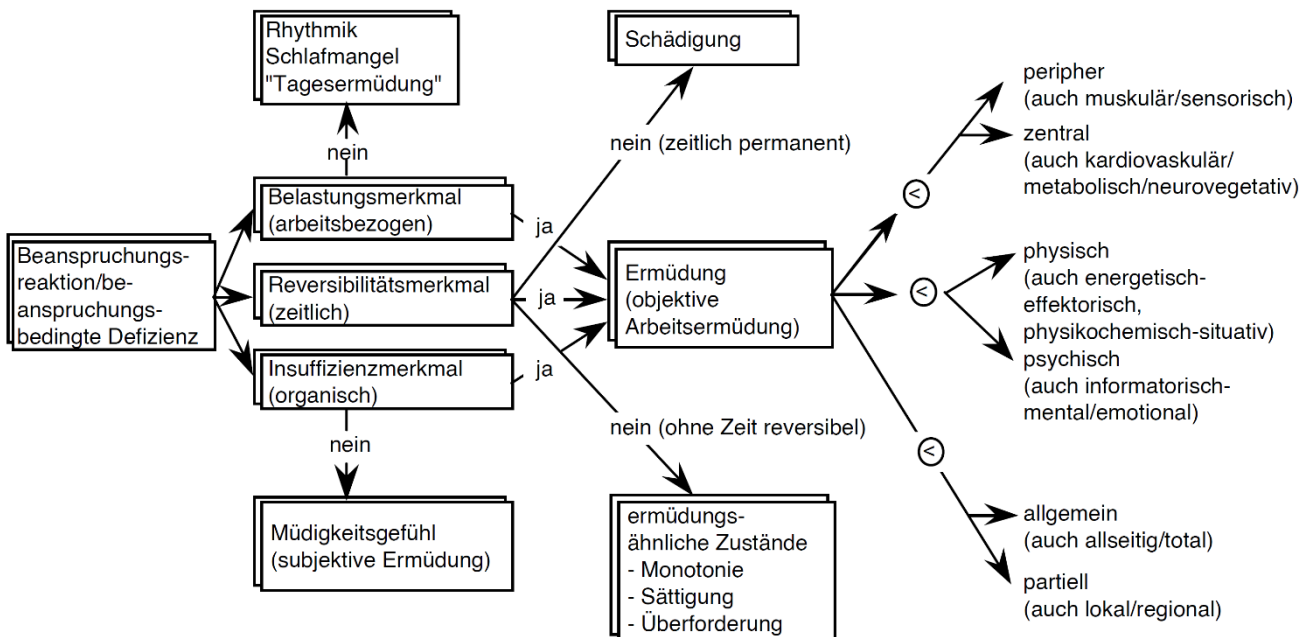 Rhythmik
Schlafmangel
"Tagesermüdung"
Schädigung
peripher
(auch muskulär/sensorisch)
zentral
(auch kardiovaskulär/
metabolisch/neurovegetativ)
nein
nein (zeitlich permanent)
Belastungsmerkmal
(arbeitsbezogen)
ja
<
Beanspruchungs-
reaktion/be-
anspruchungs-
bedingte Defizienz
Reversibilitätsmerkmal
(zeitlich)
ja
Ermüdung
(objektive
Arbeitsermüdung)
<
physisch
(auch energetisch-
effektorisch,
physikochemisch-situativ)
psychisch
(auch informatorisch-
mental/emotional)
Insuffizienzmerkmal
(organisch)
ja
nein
nein (ohne Zeit reversibel)
<
Müdigkeitsgefühl
(subjektive Ermüdung)
ermüdungs-
ähnliche Zustände
- Monotonie
- Sättigung
- Überforderung
allgemein
(auch allseitig/total)
partiell
(auch lokal/regional)